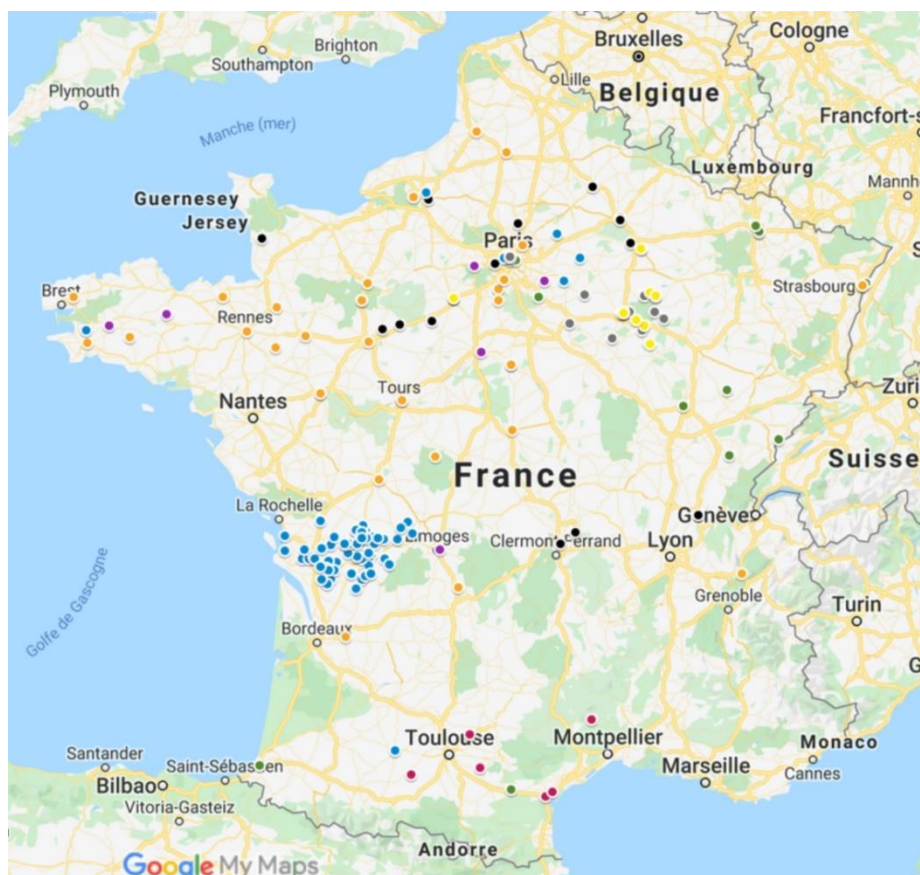 Bruxelles
Cologne
Brighton
Southampton
Lille
Plymouth
Belgique
Francfort-s
Manche (mer)
Luxembourg
Mannh
Guernesey
Jersey
Paris
S
Brest
Strasbourg
Rennes
Zuri
Tours
Nantes
Suisse
France
La Rochelle
Genève
Limoges
Clermont-Ferrand
Lyon
Golfe de Gascogne
Grenoble
Turin
Bordeaux
G
Toulouse
Montpellier
Monaco
Santander
Saint-Sébastien
Marseille
Cannes
Bilbao
Vitoria-Gasteiz
Andorre
Google My Maps